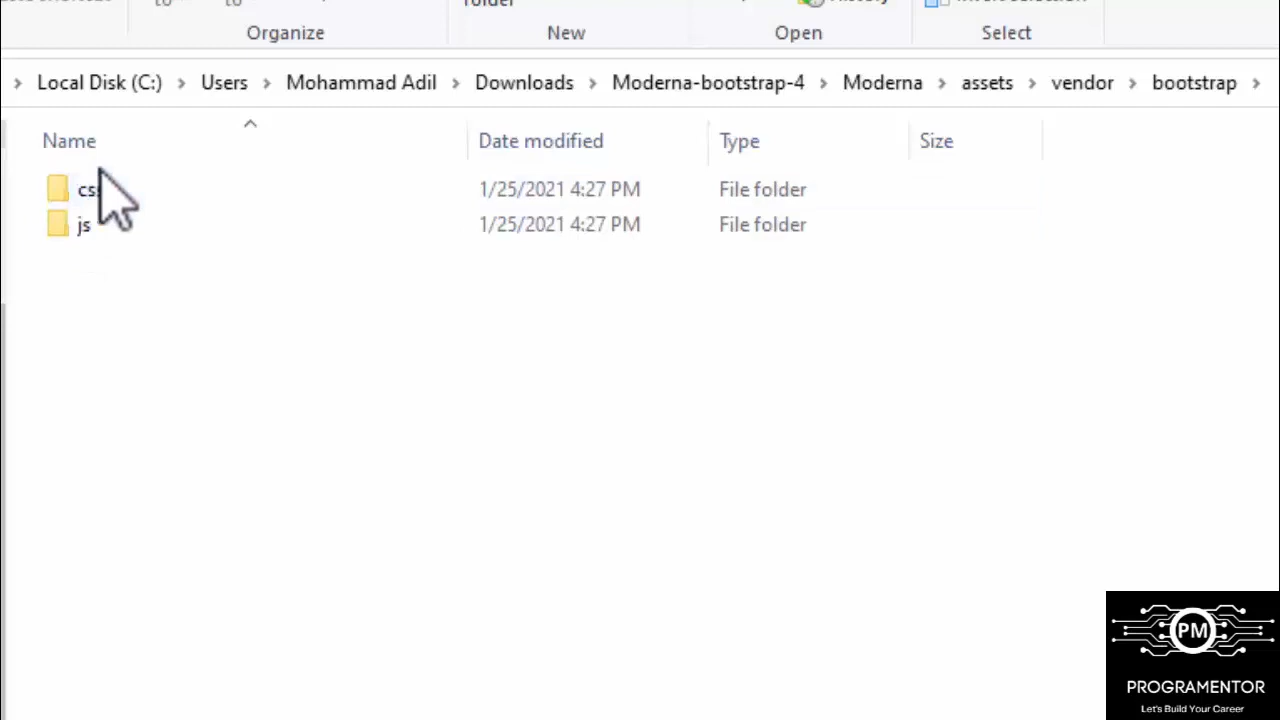 folder
Organize New Open Select
Local Disk (C:) Users Mohammad Adil Downloads Moderna-bootstrap-4 Moderna assets vendor bootstrap
Name Date modified Type Size
css 1/25/2021 4:27 PM File folder
js 1/25/2021 4:27 PM File folder
PM
PROGRAMENTOR
Let's Build Your Career